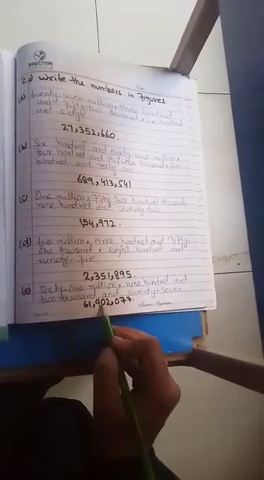 DIRECTION
2) Write the numbers in Figures
(a) twenty-seven million, three hundred
and fifty-two thousand, nine hundred
and sixty
27,352,660.
(b) Six hundred and eighty nine million,
four hundred and thirteen thousand, five
hundred and forty one
689,413,541
(c) One million, fifty four hundred thousand,
nine hundred and seventy two
154,972.
(d) two million, three hundred and fifty
one thousand, eight hundred and
ninety-five
2,351,895.
(e) Sixty-One million, nine hundred and
two thousand and seventy-seven
61,902,077.